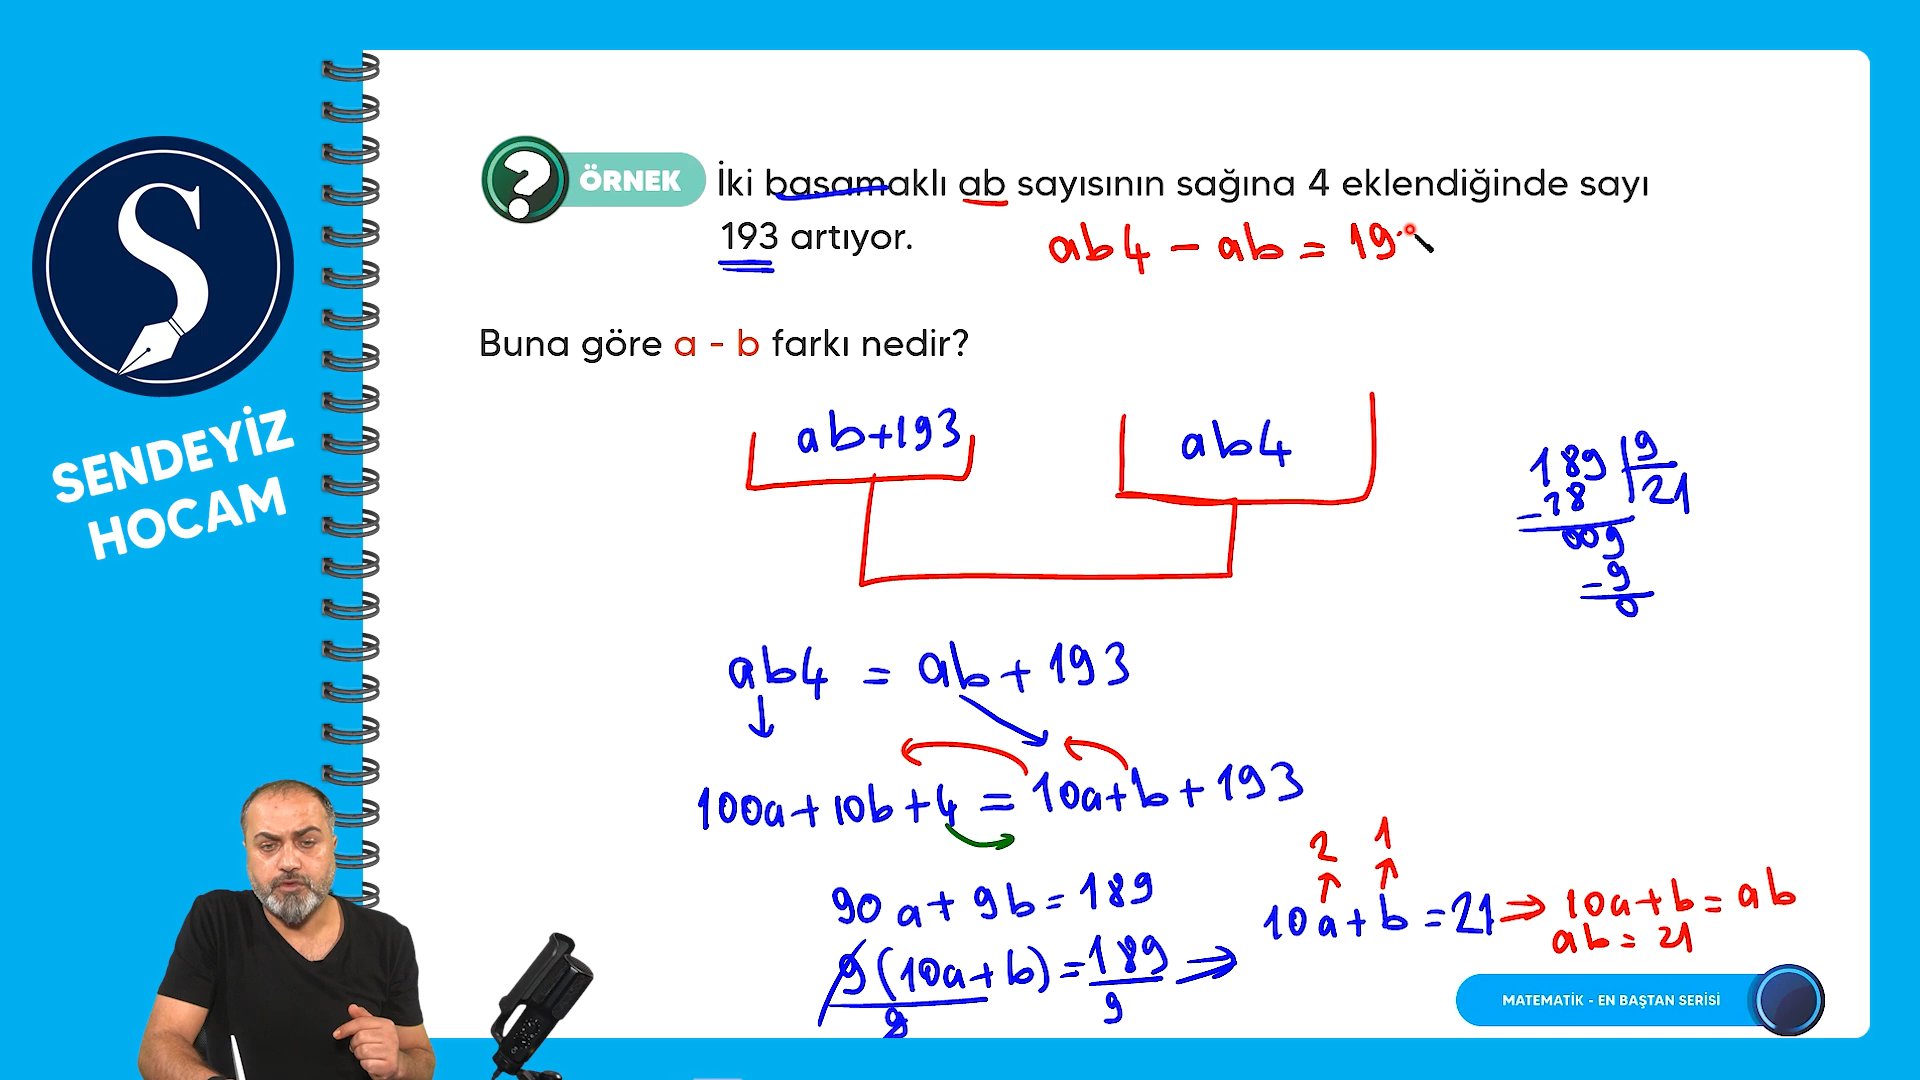 S
SENDEYİZ
HOCAM
? ÖRNEK İki basamaklı ab sayısının sağına 4 eklendiğinde sayı
193 artıyor.
ab4 - ab = 19
Buna göre a - b farkı nedir?
ab+193
ab4
189 | 9
21
- 18
009
- 9
0
ab4 = ab + 193
100a + 10b + 4 = 10a + b + 193
90a + 9b = 189
9(10a + b) = 189
9 9
2 1
10a + b = 21 ⇒ 10a + b = ab
ab = 21
MATEMATİK - EN BAŞTAN SERİSİ